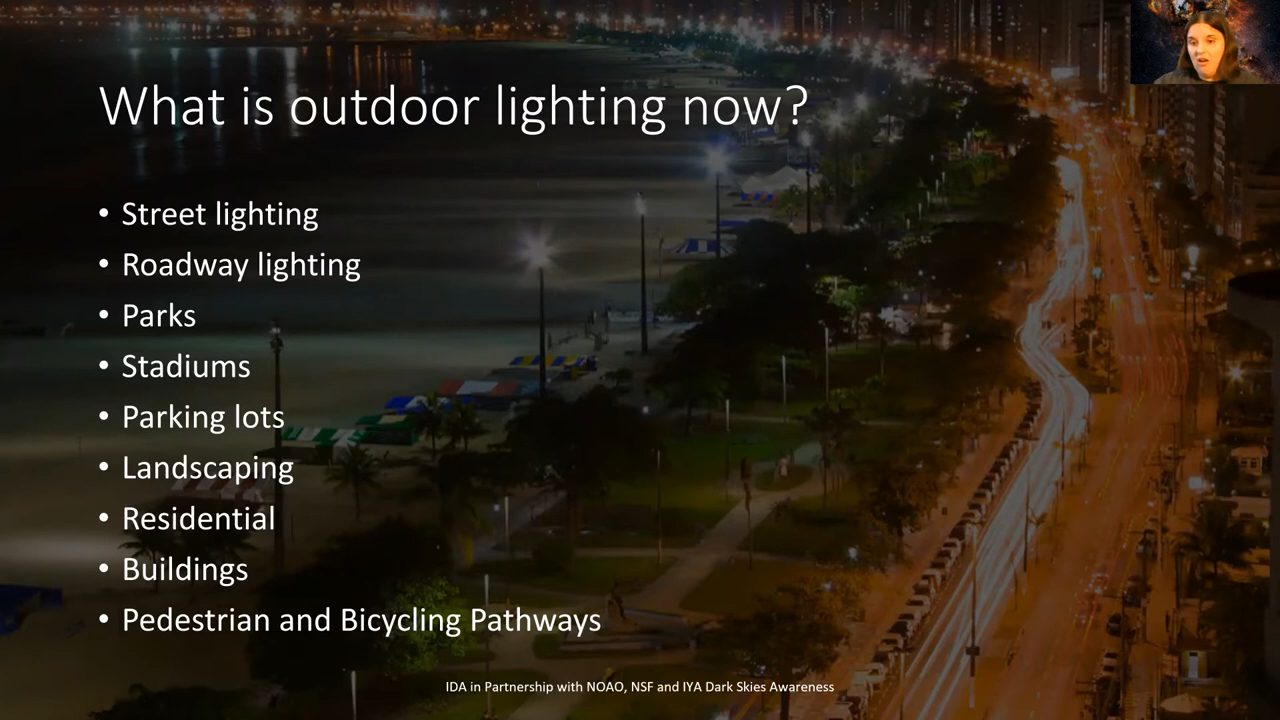 What is outdoor lighting now?
• Street lighting
• Roadway lighting
• Parks
• Stadiums
• Parking lots
• Landscaping
• Residential
• Buildings
• Pedestrian and Bicycling Pathways
IDA in Partnership with NOAO, NSF and IYA Dark Skies Awareness